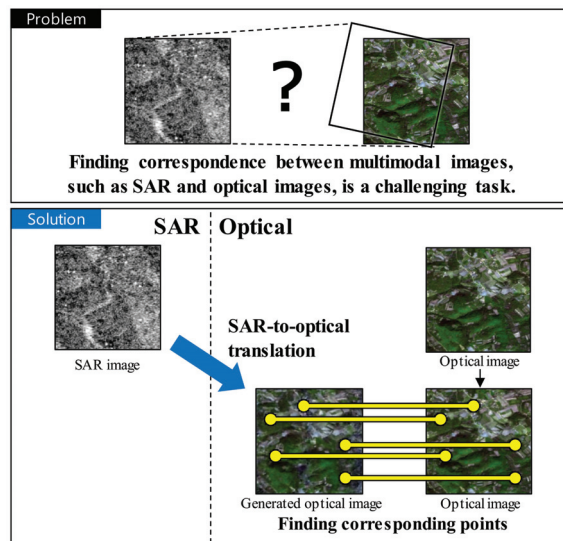 Problem
?
Finding correspondence between multimodal images,
such as SAR and optical images, is a challenging task.
Solution
SAR Optical
SAR image
SAR-to-optical
translation
Optical image
Generated optical image
Optical image
Finding corresponding points